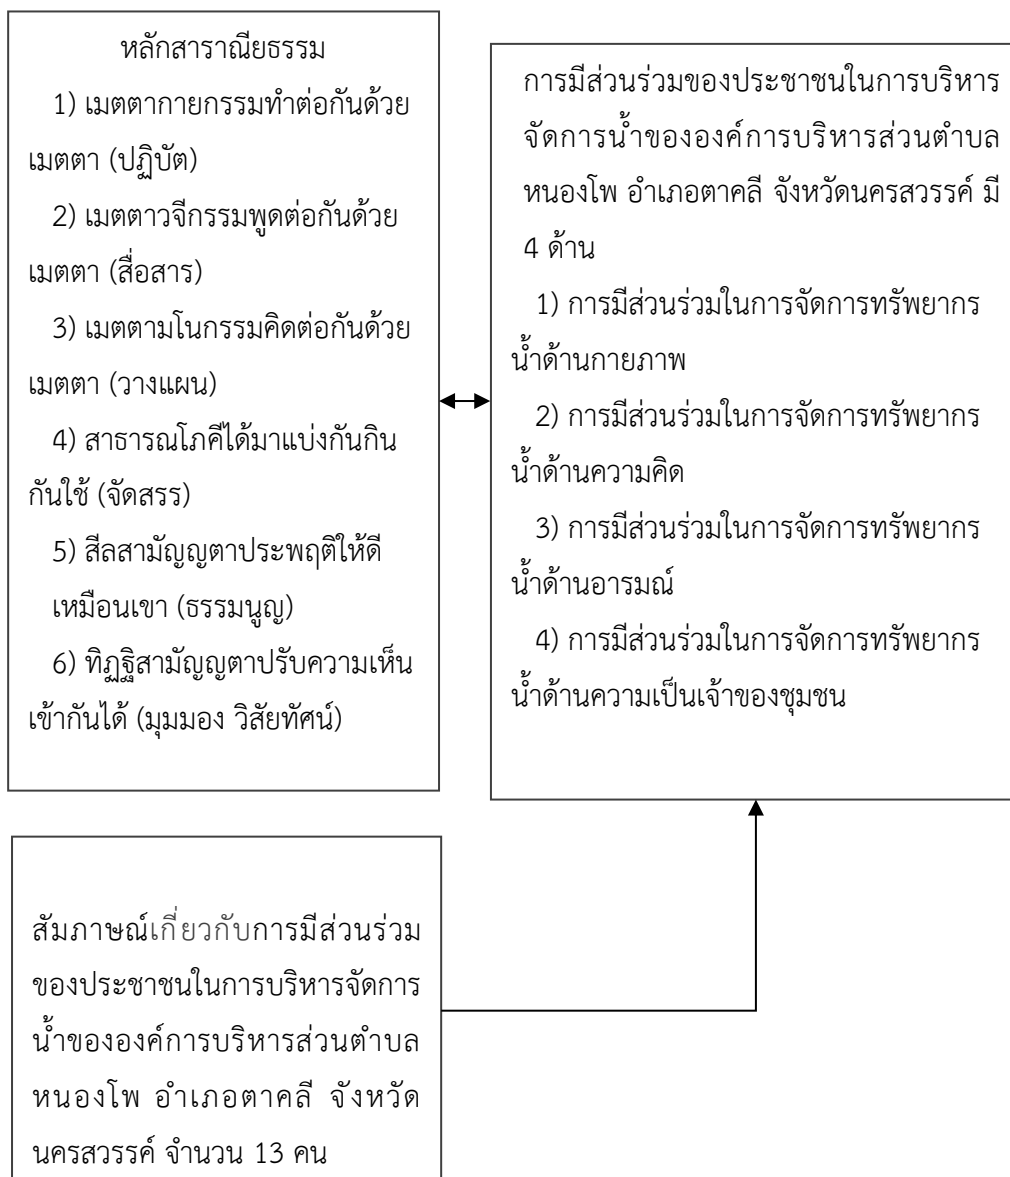 หลักสาราณียธรรม
1) เมตตากายกรรมทำต่อกันด้วย
เมตตา (ปฏิบัต)
2) เมตตาวจีกรรมพูดต่อกันด้วย
เมตตา (สื่อสาร)
3) เมตตามโนกรรมคิดต่อกันด้วย
เมตตา (วางแผน)
4) สาธารณโภคีได้มาแบ่งกันกิน
กันใช้ (จัดสรร)
5) สีลสามัญญตาประพฤติให้ดี
เหมือนเขา (ธรรมนูญ)
6) ทิฏฐิสามัญญตาปรับความเห็น
เข้ากันได้ (มุมมอง วิสัยทัศน์)
การมีส่วนร่วมของประชาชนในการบริหาร
จัดการน้ำขององค์การบริหารส่วนตำบล
หนองโพ อำเภอตาคลี จังหวัดนครสวรรค์ มี
4 ด้าน
1) การมีส่วนร่วมในการจัดการทรัพยากร
น้ำด้านกายภาพ
2) การมีส่วนร่วมในการจัดการทรัพยากร
น้ำด้านความคิด
3) การมีส่วนร่วมในการจัดการทรัพยากร
น้ำด้านอารมณ์
4) การมีส่วนร่วมในการจัดการทรัพยากร
น้ำด้านความเป็นเจ้าของชุมชน
สัมภาษณ์เกี่ยวกับการมีส่วนร่วม
ของประชาชนในการบริหารจัดการ
น้ำขององค์การบริหารส่วนตำบล
หนองโพ อำเภอตาคลี จังหวัด
นครสวรรค์ จำนวน 13 คน